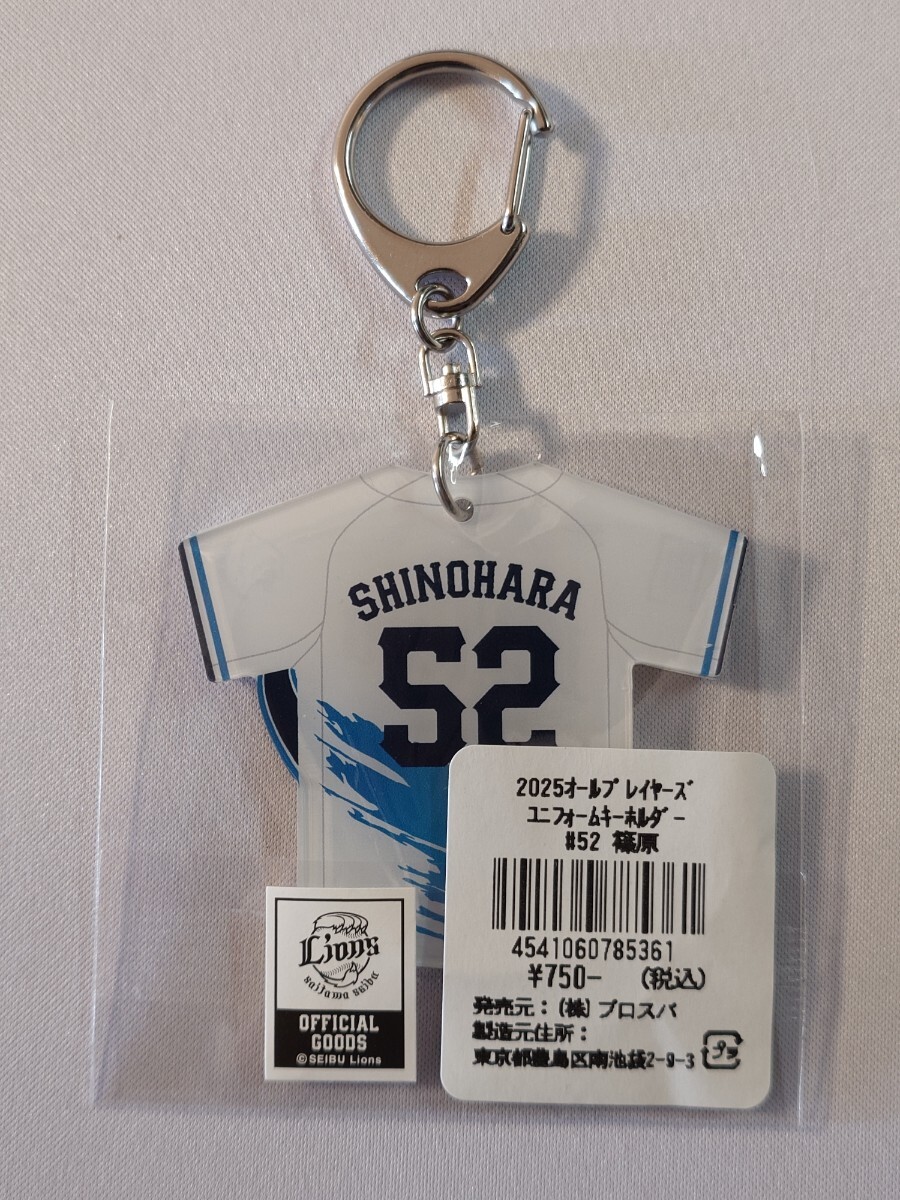 SHINOHARA
52
2025オールプレイヤーズ
ユニフォームキーホルダー
#52 篠原
4541060785361
¥750- (税込)
発売元:(株)プロスパ
製造元住所:
東京都豊島区南池袋2-9-3
プラ
Lions
saitama seibu
OFFICIAL
GOODS
©SEIBU Lions